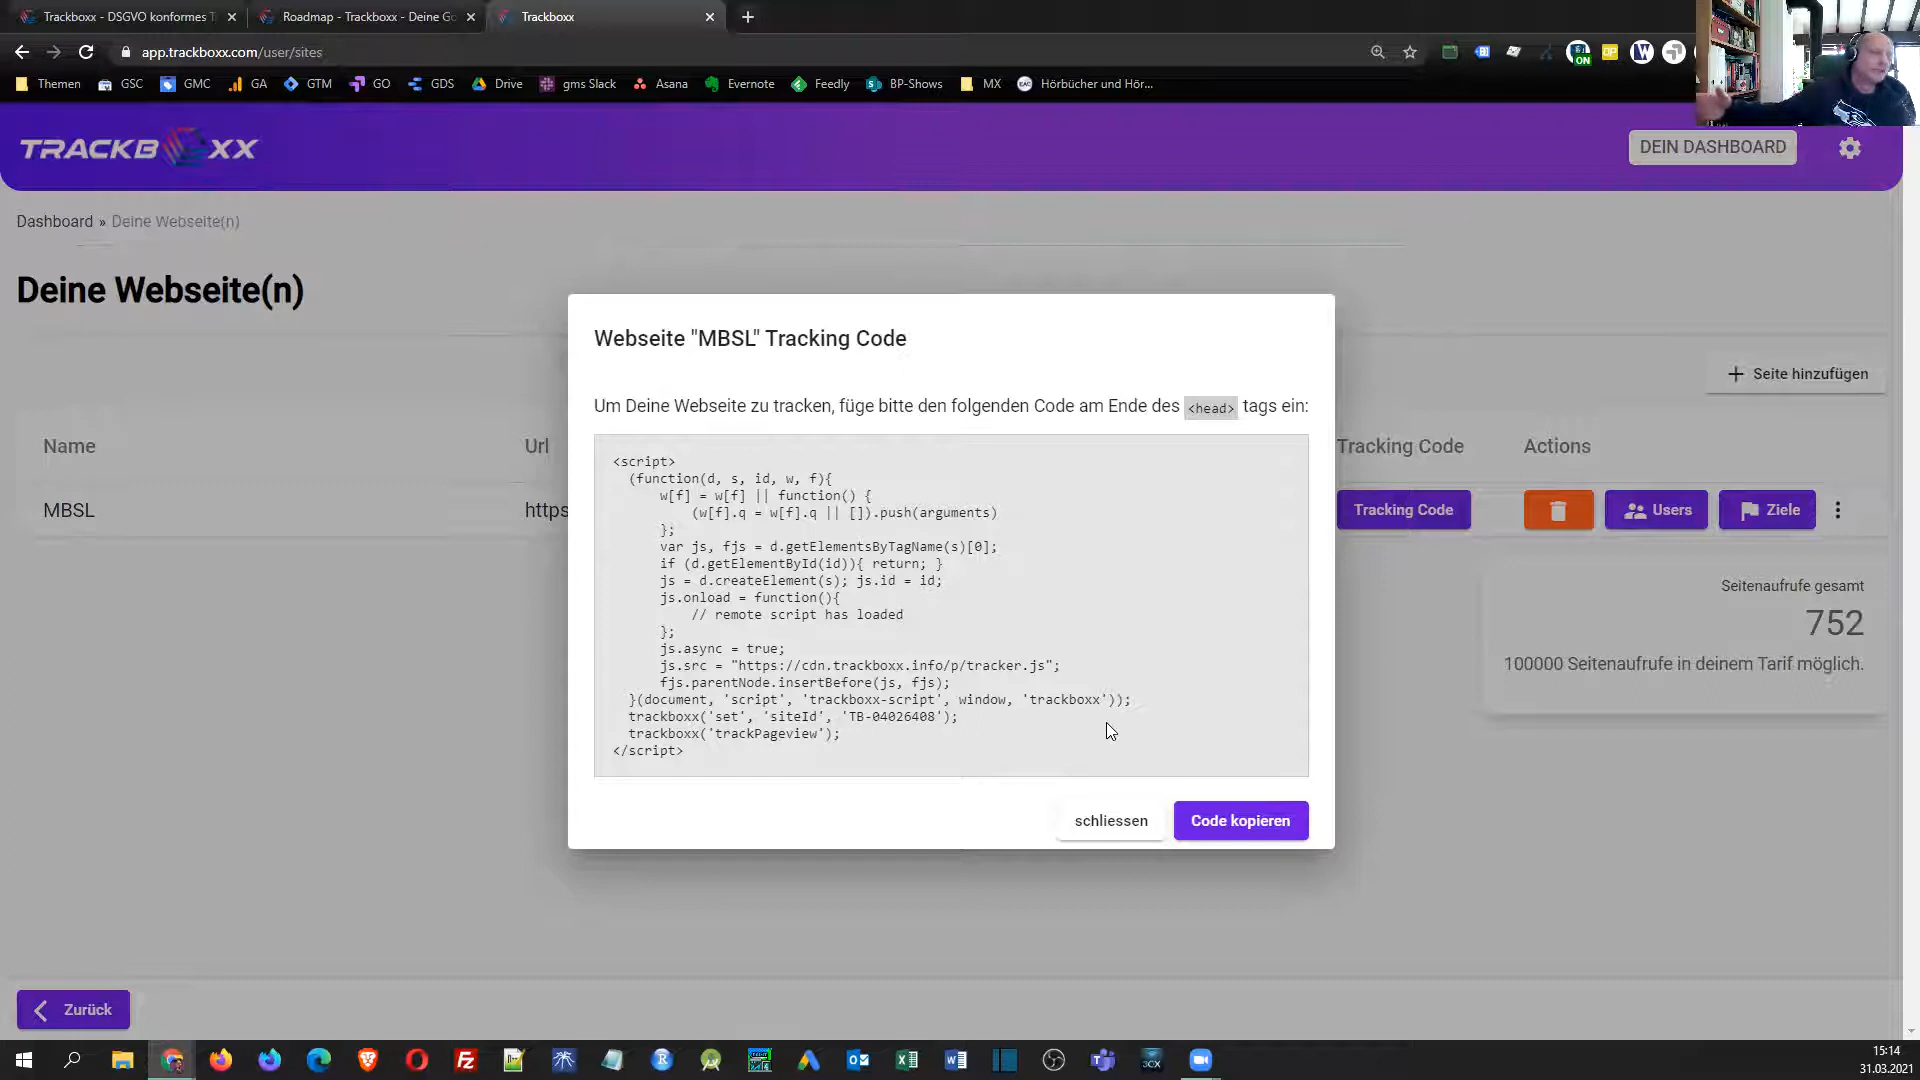 Trackboxx - DSGVO konformes T
Roadmap - Trackboxx - Deine Go
Trackboxx
app.trackboxx.com/user/sites
ON
Themen
GSC
GMC
GA
GTM
GO
GDS
Drive
gms Slack
Asana
Evernote
Feedly
BP-Shows
MX
Hörbücher und Hör...
TRACKBOXX
DEIN DASHBOARD
Dashboard » Deine Webseite(n)
Deine Webseite(n)
Seite hinzufügen
Name
Url
Tracking Code
Actions
MBSL
https
Tracking Code
Users
Ziele
Seitenaufrufe gesamt
752
100000 Seitenaufrufe in deinem Tarif möglich.
Webseite "MBSL" Tracking Code
Um Deine Webseite zu tracken, füge bitte den folgenden Code am Ende des <head> tags ein:
<script>
(function(d, s, id, w, f){
w[f] = w[f] || function() {
(w[f].q = w[f].q || []).push(arguments)
};
var js, fjs = d.getElementsByTagName(s)[0];
if (d.getElementById(id)){ return; }
js = d.createElement(s); js.id = id;
js.onload = function(){
// remote script has loaded
};
js.async = true;
js.src = "https://cdn.trackboxx.info/p/tracker.js";
fjs.parentNode.insertBefore(js, fjs);
}(document, 'script', 'trackboxx-script', window, 'trackboxx'));
trackboxx('set', 'siteId', 'TB-04026408');
trackboxx('trackPageview');
</script>
schliessen
Code kopieren
Zurück
15:14
31.03.2021